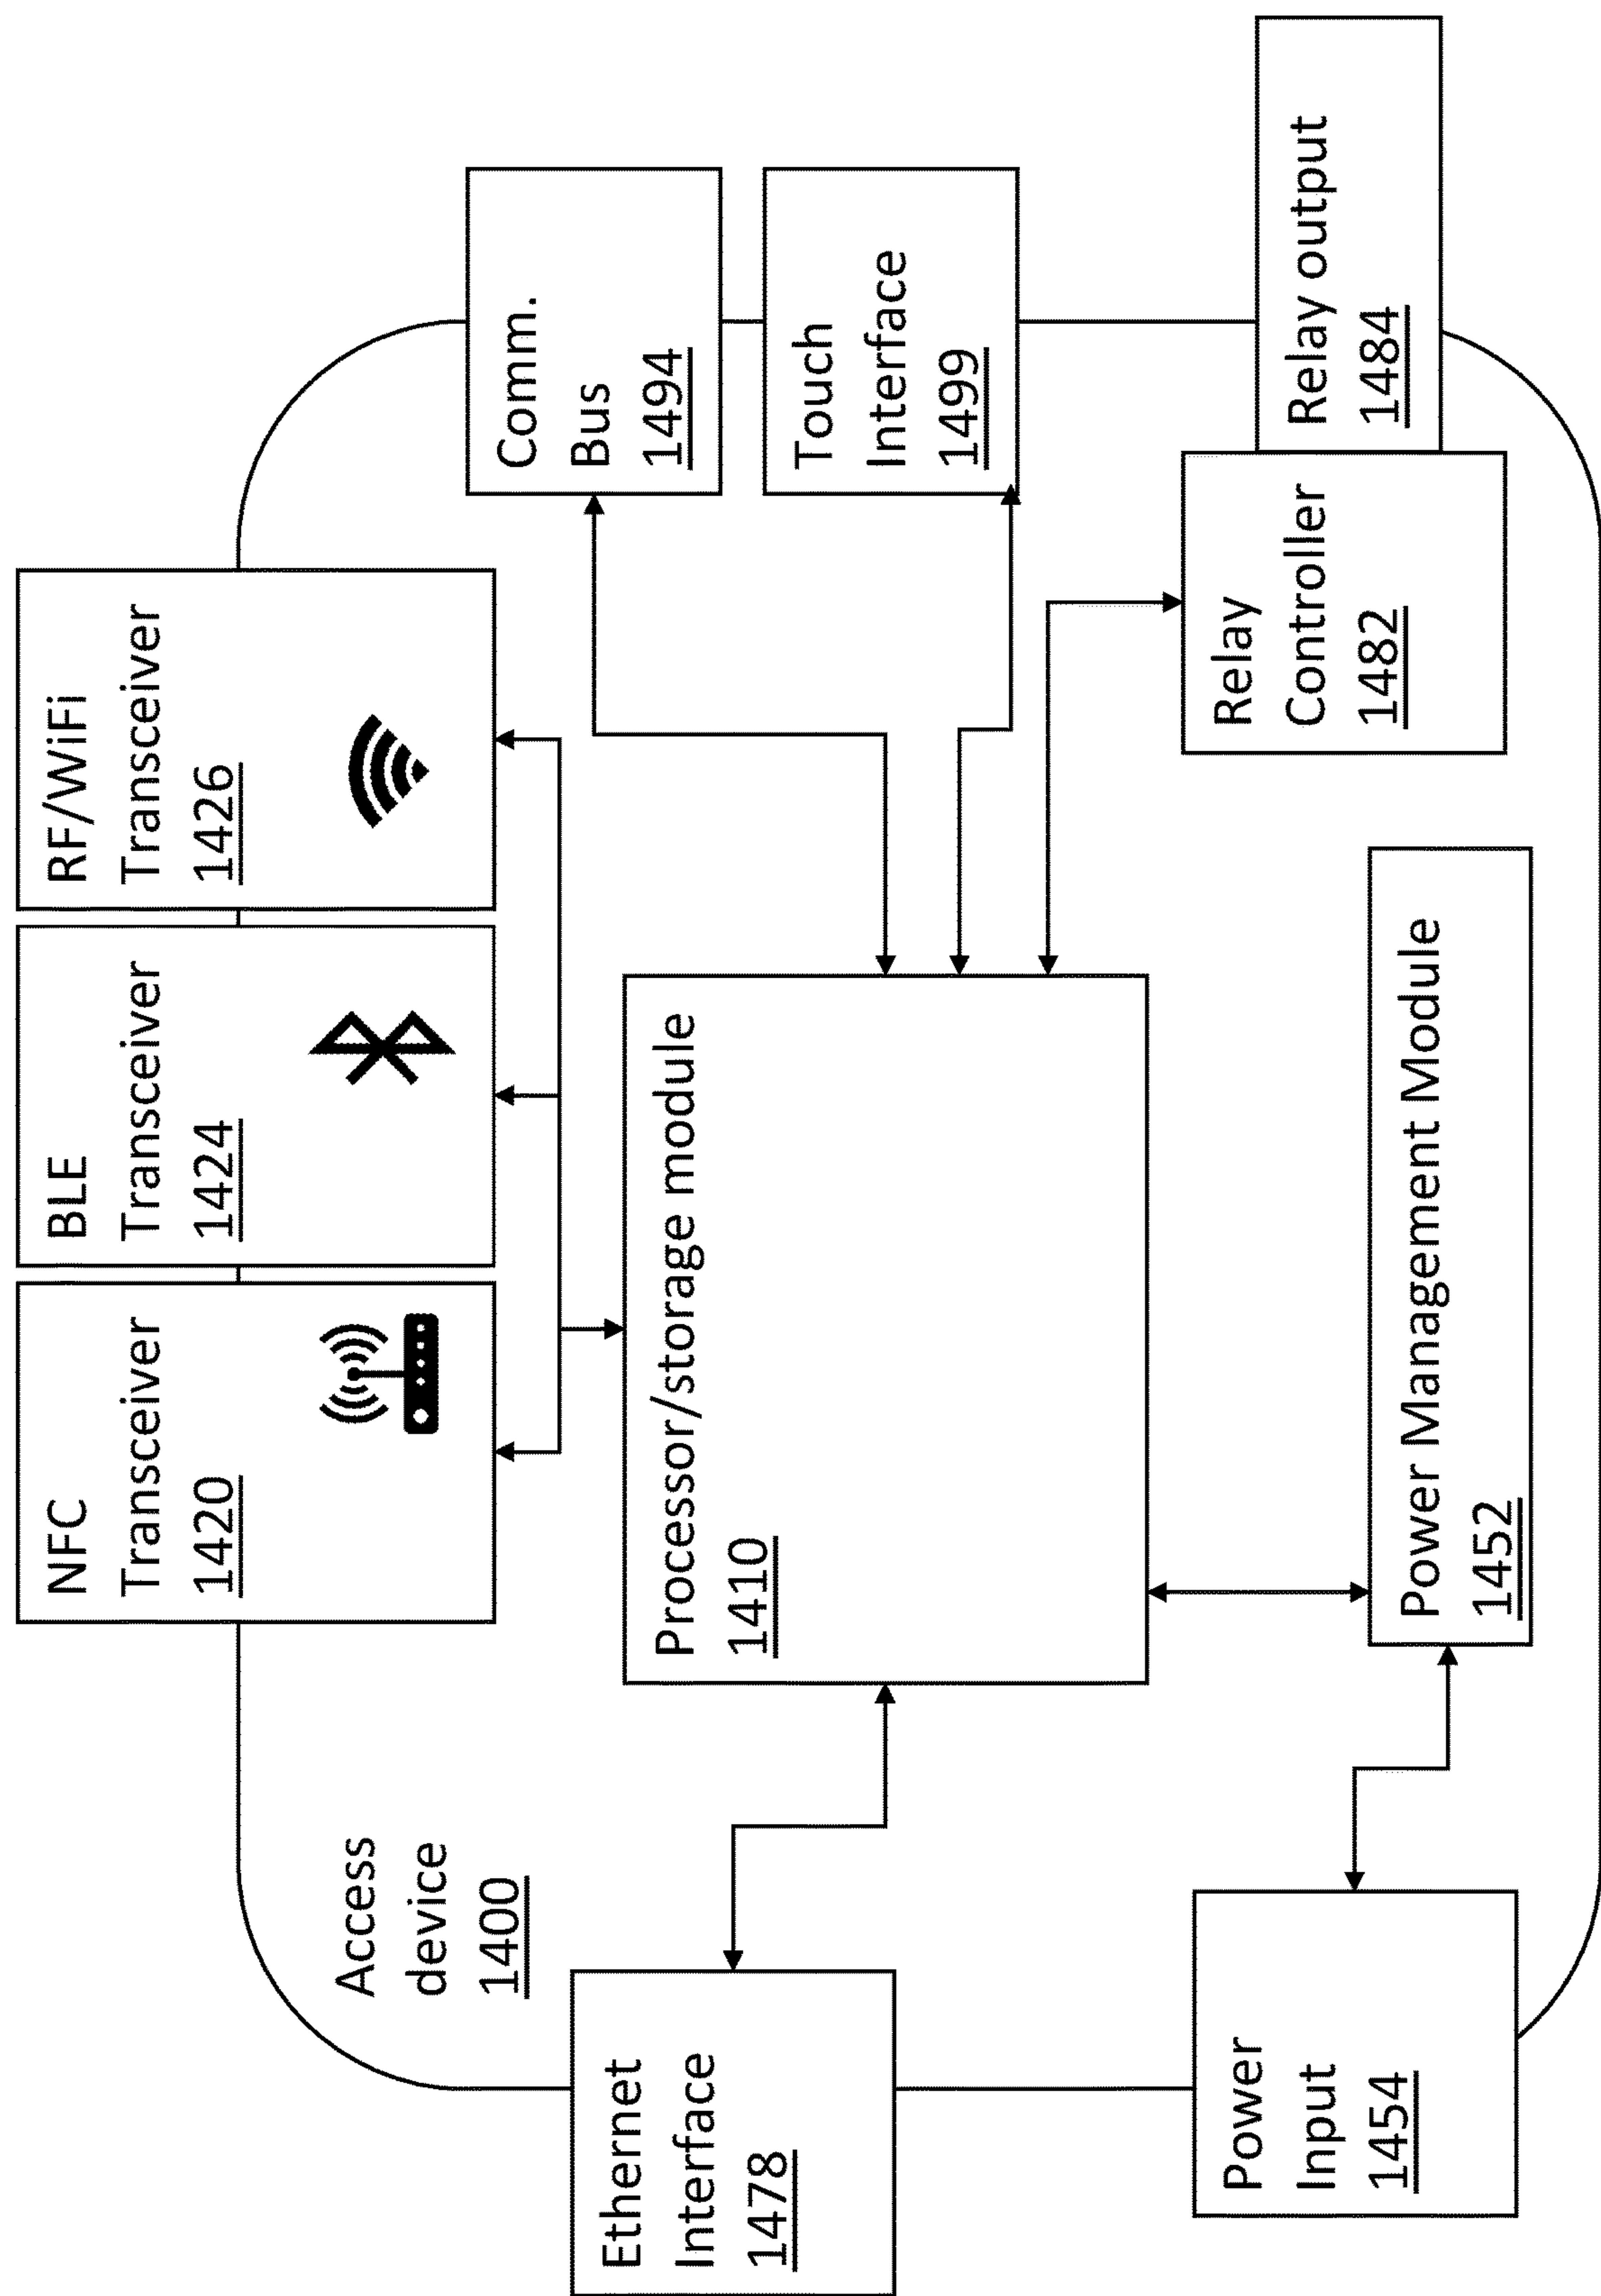 NFC
Transceiver
1420
BLE
Transceiver
1424
RF/WiFi
Transceiver
1426
Access
device
1400
Comm.
Bus
1494
Ethernet
Interface
1478
Processor/storage module
1410
Touch
Interface
1499
Power
Input
1454
Power Management Module
1452
Relay
Controller
1482
Relay output
1484